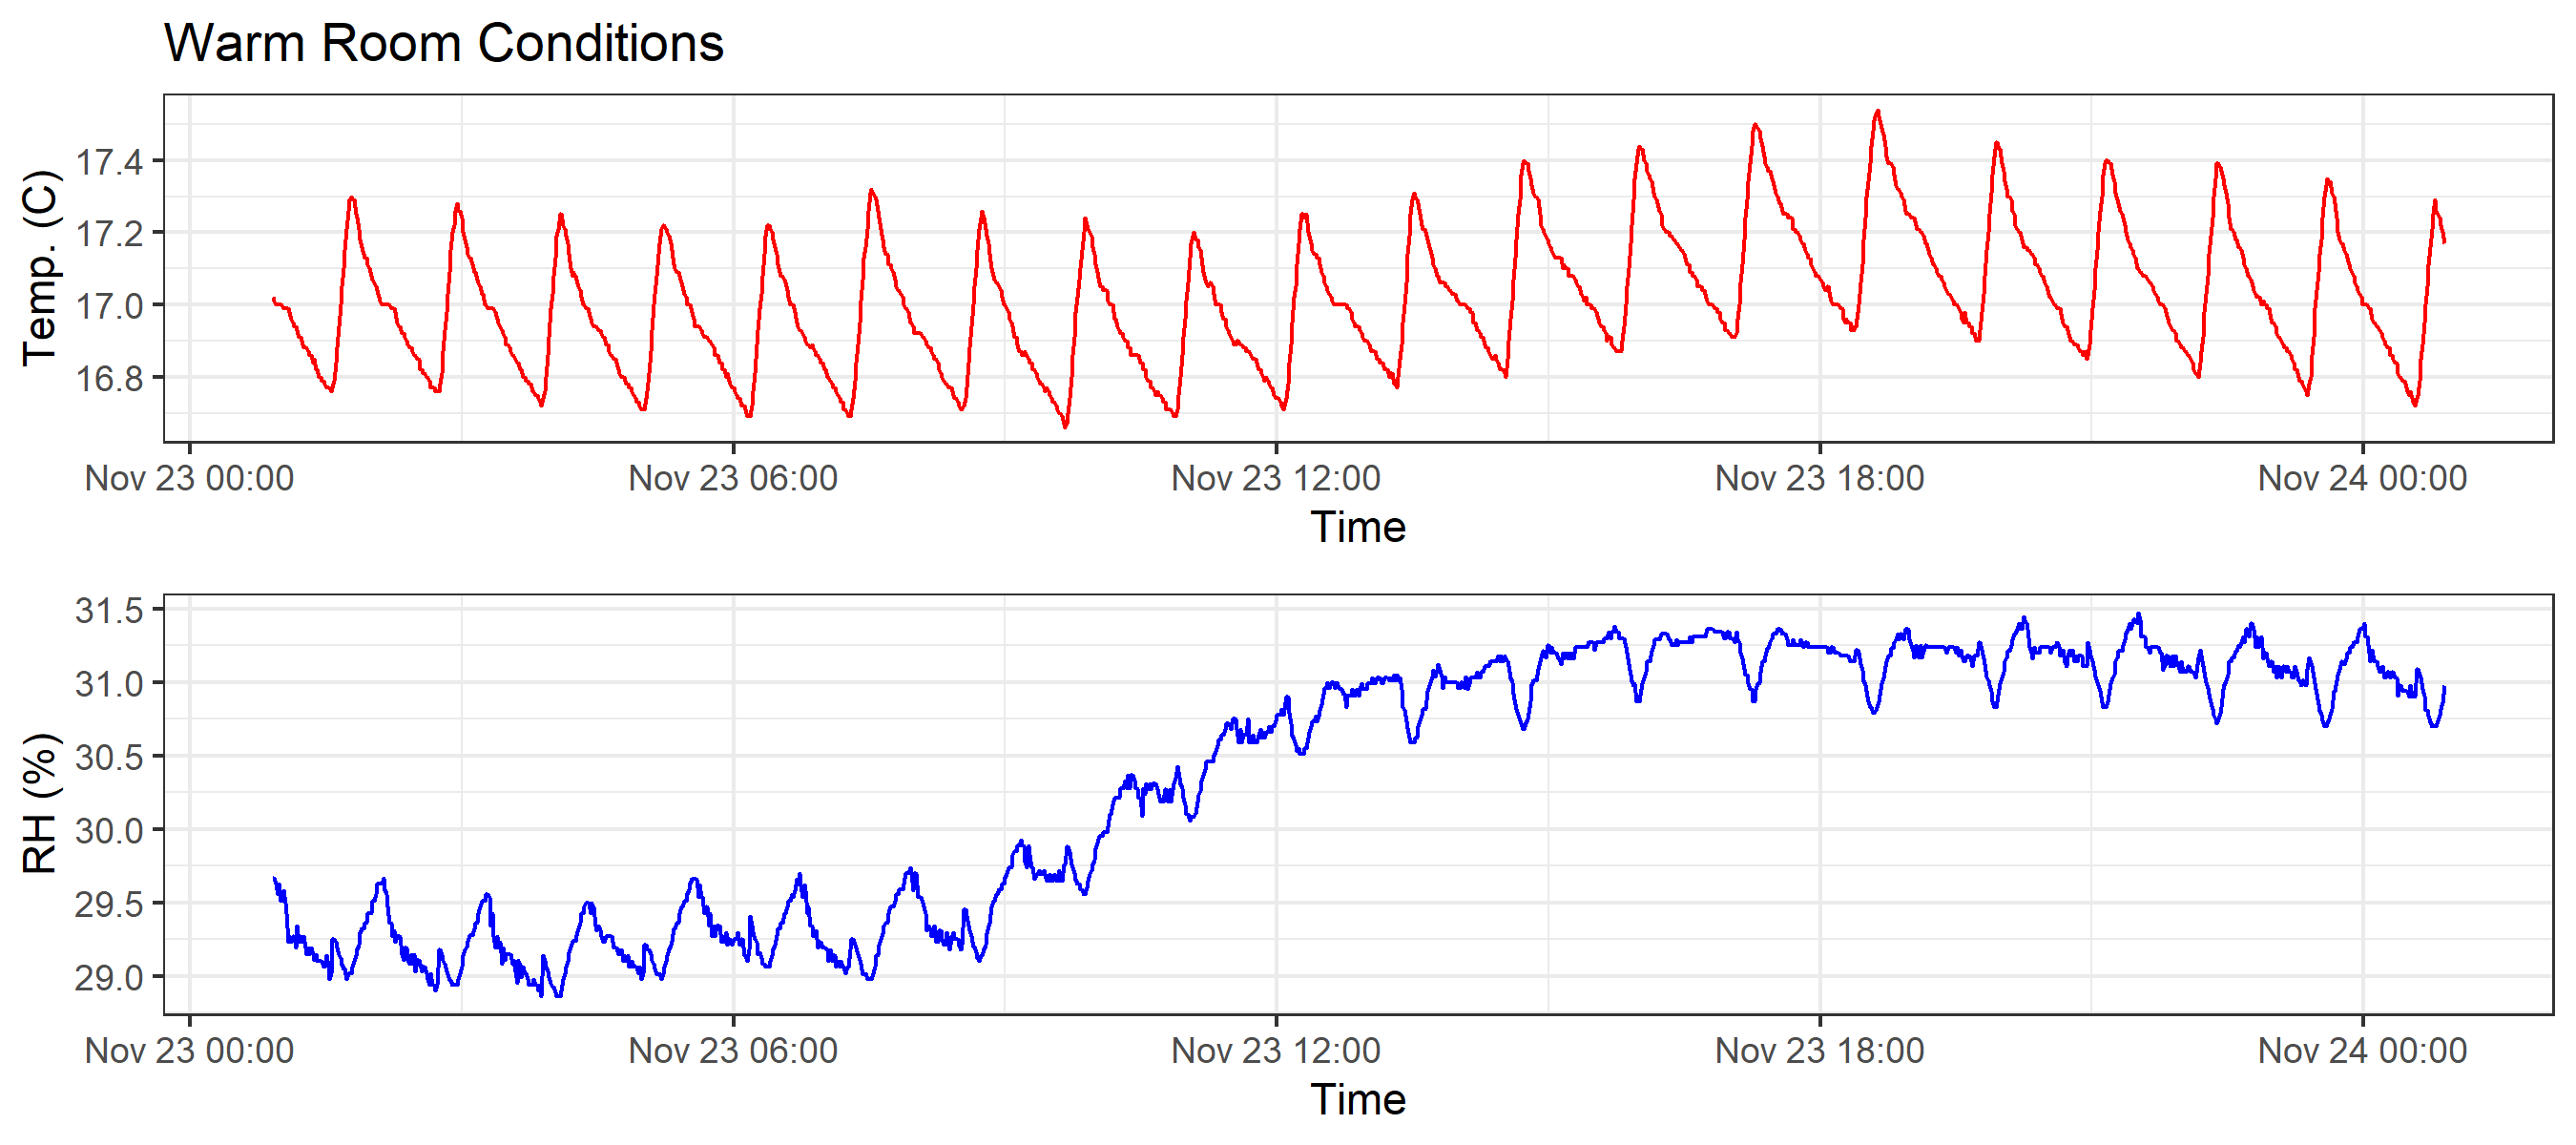 Warm Room Conditions
Temp. (C)
17.4
17.2
17.0
16.8
Nov 23 00:00 Nov 23 06:00 Nov 23 12:00 Nov 23 18:00 Nov 24 00:00
Time
RH (%)
31.5
31.0
30.5
30.0
29.5
29.0
Nov 23 00:00 Nov 23 06:00 Nov 23 12:00 Nov 23 18:00 Nov 24 00:00
Time